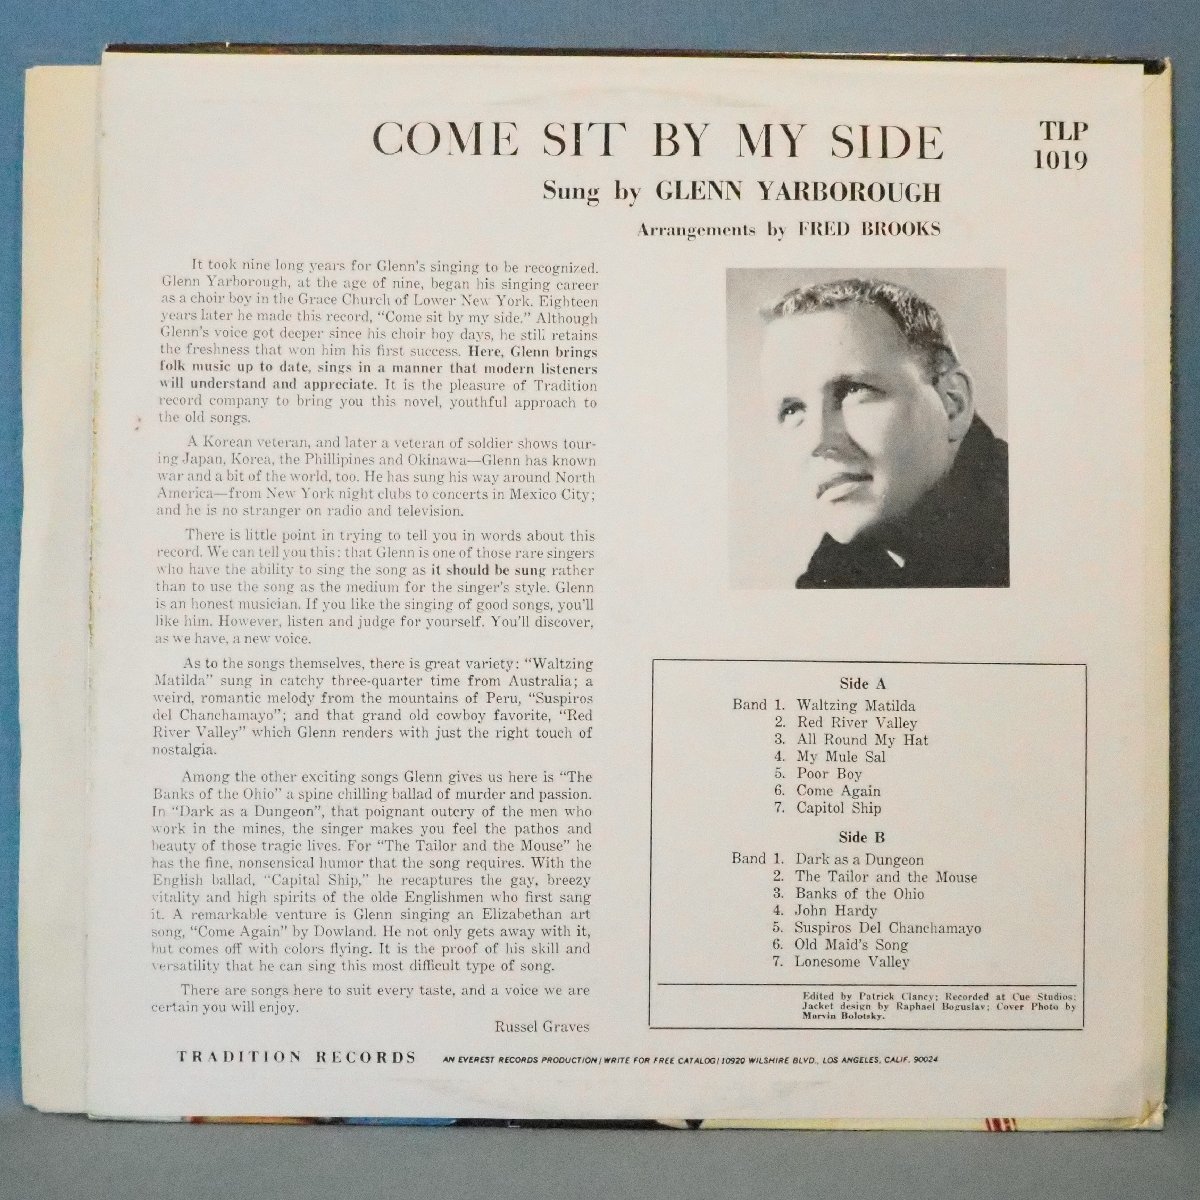 COME SIT BY MY SIDE
TLP
1019
Sung by GLENN YARBOROUGH
Arrangements by FRED BROOKS
It took nine long years for Glenn's singing to be recognized.
Glenn Yarborough, at the age of nine, began his singing career
as a choir boy in the Grace Church of Lower New York. Eighteen
years later he made this record, “Come sit by my side.” Although
Glenn's voice got deeper since his choir boy days, he still retains
the freshness that won him his first success. Here, Glenn brings
folk music up to date, sings in a manner that modern listeners
will understand and appreciate. It is the pleasure of Tradition
record company to bring you this novel, youthful approach to
the old songs.
A Korean veteran, and later a veteran of soldier shows tour-
ing Japan, Korea, the Phillipines and Okinawa—Glenn has known
war and a bit of the world, too. He has sung his way around North
America—from New York night clubs to concerts in Mexico City;
and he is no stranger on radio and television.
There is little point in trying to tell you in words about this
record. We can tell you this: that Glenn is one of those rare singers
who have the ability to sing the song as it should be sung rather
than to use the song as the medium for the singer's style. Glenn
is an honest musician. If you like the singing of good songs, you'll
like him. However, listen and judge for yourself. You'll discover,
as we have, a new voice.
As to the songs themselves, there is great variety: “Waltzing
Matilda” sung in catchy three-quarter time from Australia; a
weird, romantic melody from the mountains of Peru, “Suspiros
del Chanchamayo”; and that grand old cowboy favorite, “Red
River Valley” which Glenn renders with just the right touch of
nostalgia.
Among the other exciting songs Glenn gives us here is “The
Banks of the Ohio” a spine chilling ballad of murder and passion.
In “Dark as a Dungeon”, that poignant outcry of the men who
work in the mines, the singer makes you feel the pathos and
beauty of those tragic lives. For “The Tailor and the Mouse” he
has the fine, nonsensical humor that the song requires. With the
English ballad, “Capital Ship,” he recaptures the gay, breezy
vitality and high spirits of the olde Englishmen who first sang
it. A remarkable venture is Glenn singing an Elizabethan art
song, “Come Again” by Dowland. He not only gets away with it,
but comes off with colors flying. It is the proof of his skill and
versatility that he can sing this most difficult type of song.
There are songs here to suit every taste, and a voice we are
certain you will enjoy.
Russel Graves
Side A
Band 1. Waltzing Matilda
2. Red River Valley
3. All Round My Hat
4. My Mule Sal
5. Poor Boy
6. Come Again
7. Capitol Ship
Side B
Band 1. Dark as a Dungeon
2. The Tailor and the Mouse
3. Banks of the Ohio
4. John Hardy
5. Suspiros Del Chanchamayo
6. Old Maid's Song
7. Lonesome Valley
Edited by Patrick Clancy; Recorded at Cue Studios;
Jacket design by Raphael Boguslav; Cover Photo by
Marvin Bolotsky.
TRADITION RECORDS AN EVEREST RECORDS PRODUCTION/WRITE FOR FREE CATALOG/10920 WILSHIRE BLVD., LOS ANGELES, CALIF. 90024